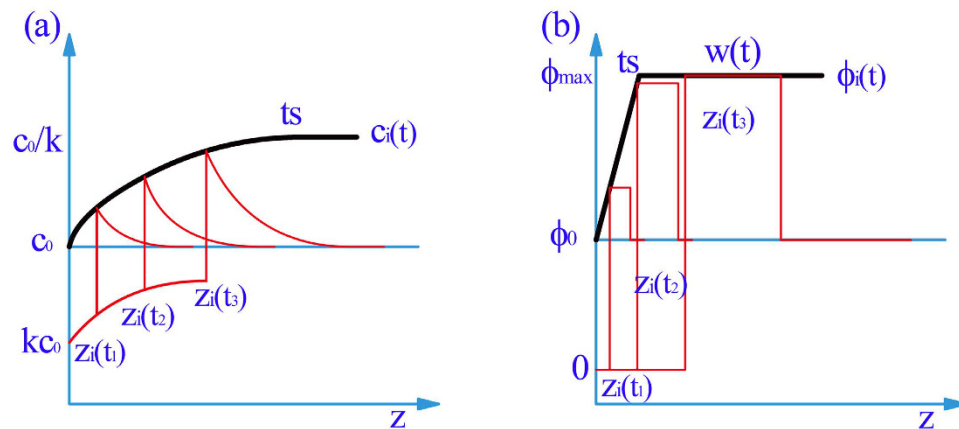 (a)
ts
c₀/k
cᵢ(t)
c₀
zᵢ(t₃)
zᵢ(t₂)
kc₀
zᵢ(t₁)
z
(b)
w(t)
ts
ϕmax
ϕᵢ(t)
zᵢ(t₃)
ϕ₀
zᵢ(t₂)
0
zᵢ(t₁)
z